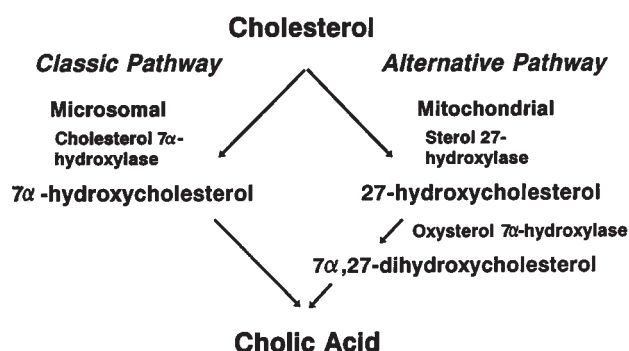 Cholesterol
Classic Pathway
Alternative Pathway
Microsomal
Cholesterol 7α-
hydroxylase
Mitochondrial
Sterol 27-
hydroxylase
7α -hydroxycholesterol
27-hydroxycholesterol
Oxysterol 7α-hydroxylase
7α,27-dihydroxycholesterol
Cholic Acid